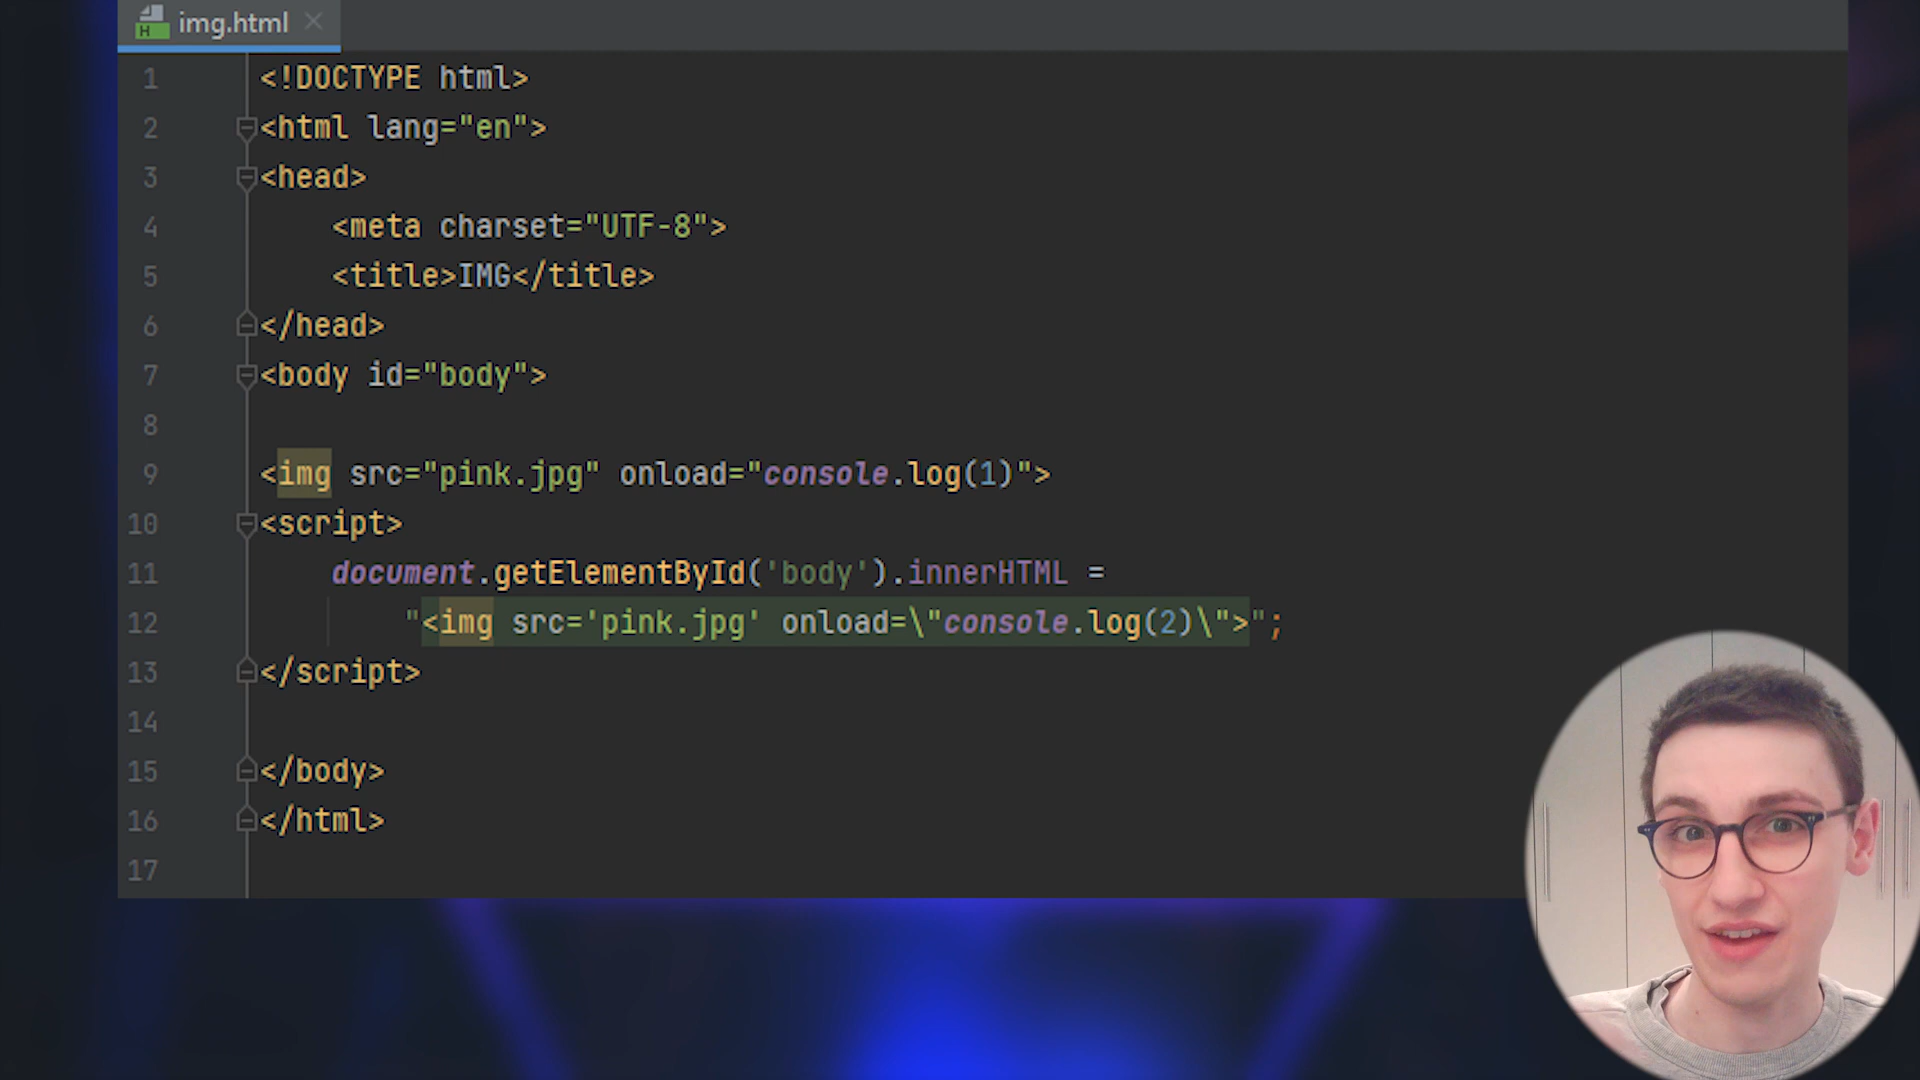 img.html
1 <!DOCTYPE html>
2 <html lang="en">
3 <head>
4 <meta charset="UTF-8">
5 <title>IMG</title>
6 </head>
7 <body id="body">
8
9 <img src="pink.jpg" onload="console.log(1)">
10 <script>
11 document.getElementById('body').innerHTML =
12 "<img src='pink.jpg' onload=\"console.log(2)\">";
13 </script>
14
15 </body>
16 </html>
17